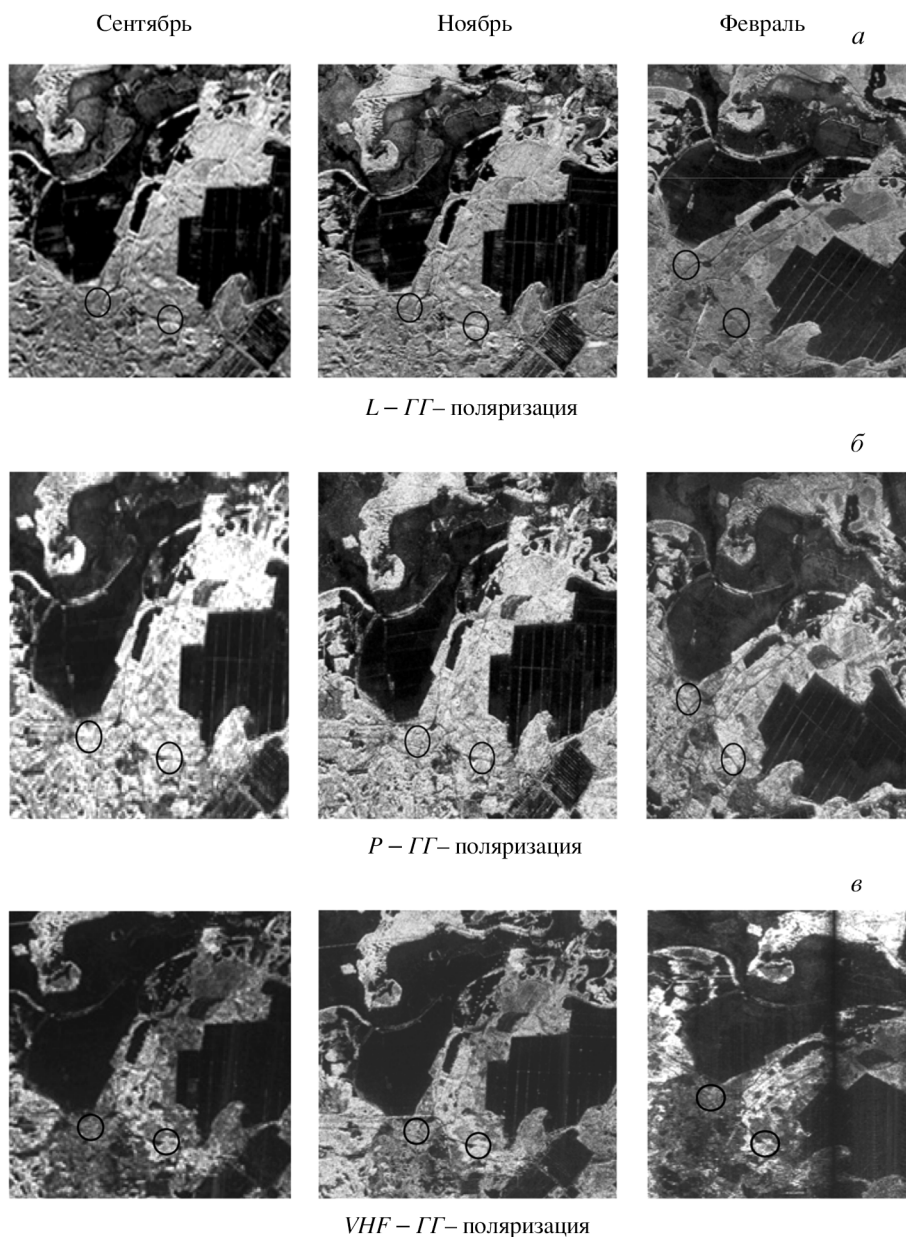 Сентябрь Ноябрь Февраль
а
L – ГГ – поляризация
б
P – ГГ – поляризация
в
VHF – ГГ – поляризация